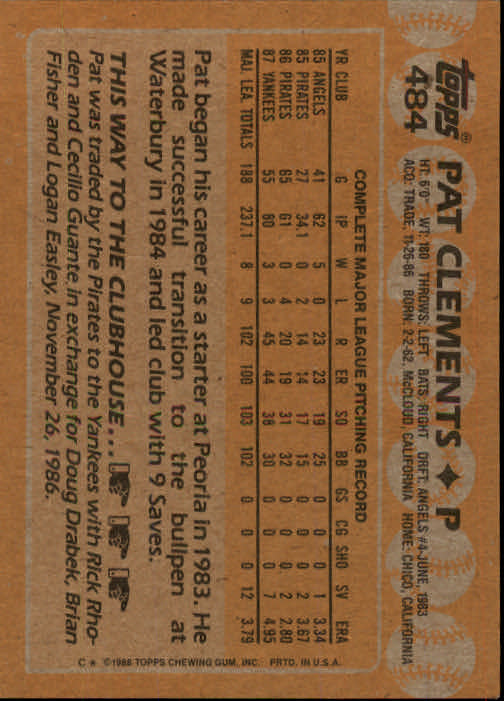 topps®
484
PAT CLEMENTS ✦ P
HT: 6'0" WT: 180 THROWS: LEFT BATS: RIGHT DRFT: ANGELS #4-JUNE, 1983
ACQ: TRADE, 11-26-86 BORN: 2-2-62, McCLOUD, CALIFORNIA HOME: CHICO, CALIFORNIA
COMPLETE MAJOR LEAGUE PITCHING RECORD
YR CLUB G IP W L R ER SO BB GS CG SHO SV ERA
85 ANGELS 41 62 5 0 23 23 19 25 0 0 0 1 3.34
85 PIRATES 27 34.1 0 2 14 14 17 15 0 0 0 2 3.67
86 PIRATES 65 61 0 4 20 19 31 32 0 0 0 2 2.80
87 YANKEES 55 80 3 3 45 44 38 30 0 0 0 7 4.95
MAJ. LEA. TOTALS 188 237.1 8 9 102 100 103 102 0 0 0 12 3.79
Pat began his career as a starter at Peoria in 1983. He
made successful transition to the bullpen at
Waterbury in 1984 and led club with 9 Saves.
THIS WAY TO THE CLUBHOUSE...
Pat was traded by the Pirates to the Yankees with Rick Rho-
den and Cecilio Guante in exchange for Doug Drabek, Brian
Fisher and Logan Easley, November 26, 1986.
C * ©1988 TOPPS CHEWING GUM, INC. PRTD. IN U.S.A.